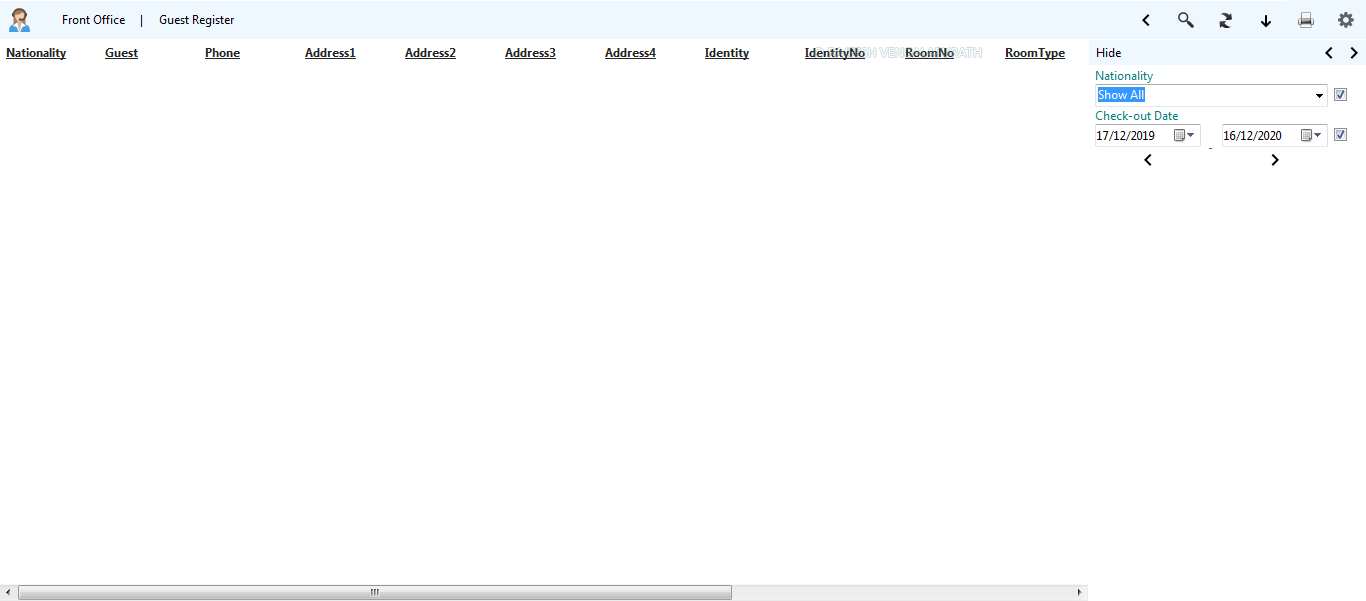 Front Office | Guest Register
Nationality Guest Phone Address1 Address2 Address3 Address4 Identity IdentityNo RoomNo RoomType
Hide
Nationality
Show All
Check-out Date
17/12/2019 - 16/12/2020